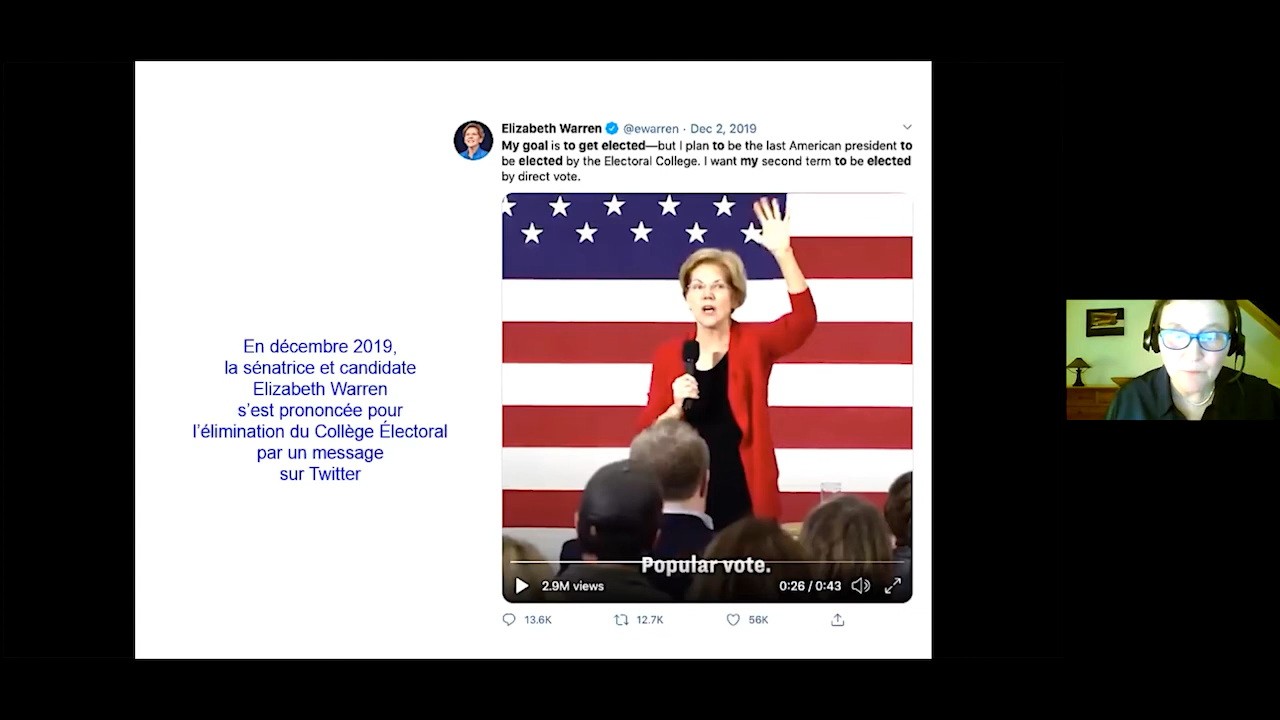 Elizabeth Warren @ewarren · Dec 2, 2019
My goal is to get elected—but I plan to be the last American president to
be elected by the Electoral College. I want my second term to be elected
by direct vote.
En décembre 2019,
la sénatrice et candidate
Elizabeth Warren
s’est prononcée pour
l’élimination du Collège Électoral
par un message
sur Twitter
Popular vote.
2.9M views 0:26 / 0:43
13.6K 12.7K 56K